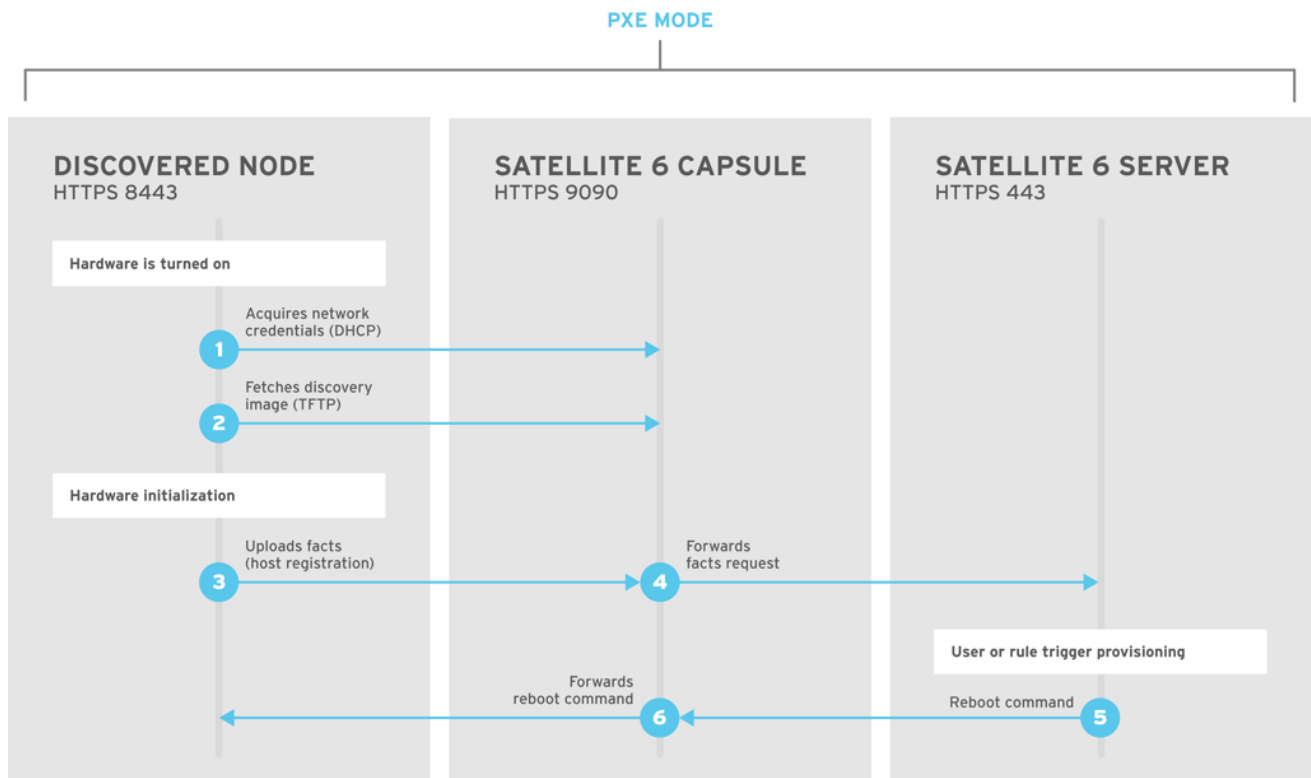 PXE MODE
DISCOVERED NODE
HTTPS 8443
SATELLITE 6 CAPSULE
HTTPS 9090
SATELLITE 6 SERVER
HTTPS 443
Hardware is turned on
Acquires network
credentials (DHCP)
1
Fetches discovery
image (TFTP)
2
Hardware initialization
Uploads facts
(host registration)
3
Forwards
facts request
4
User or rule trigger provisioning
Reboot command
5
Forwards
reboot command
6